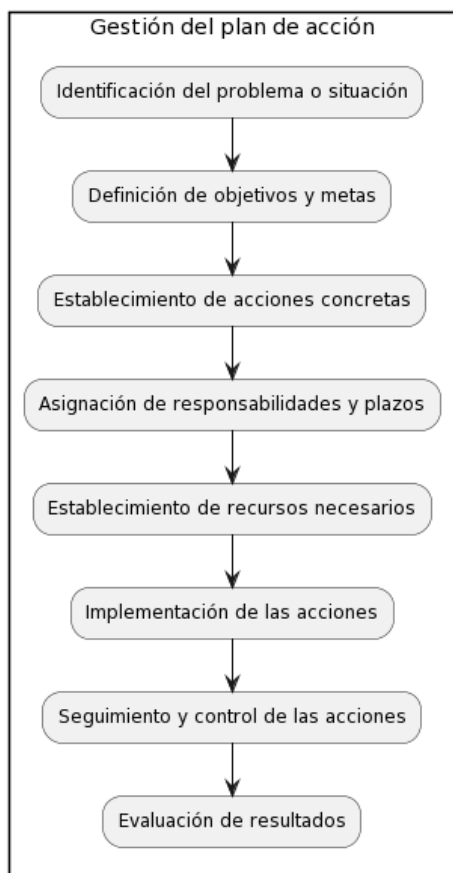 Gestión del plan de acción
Identificación del problema o situación
Definición de objetivos y metas
Establecimiento de acciones concretas
Asignación de responsabilidades y plazos
Establecimiento de recursos necesarios
Implementación de las acciones
Seguimiento y control de las acciones
Evaluación de resultados